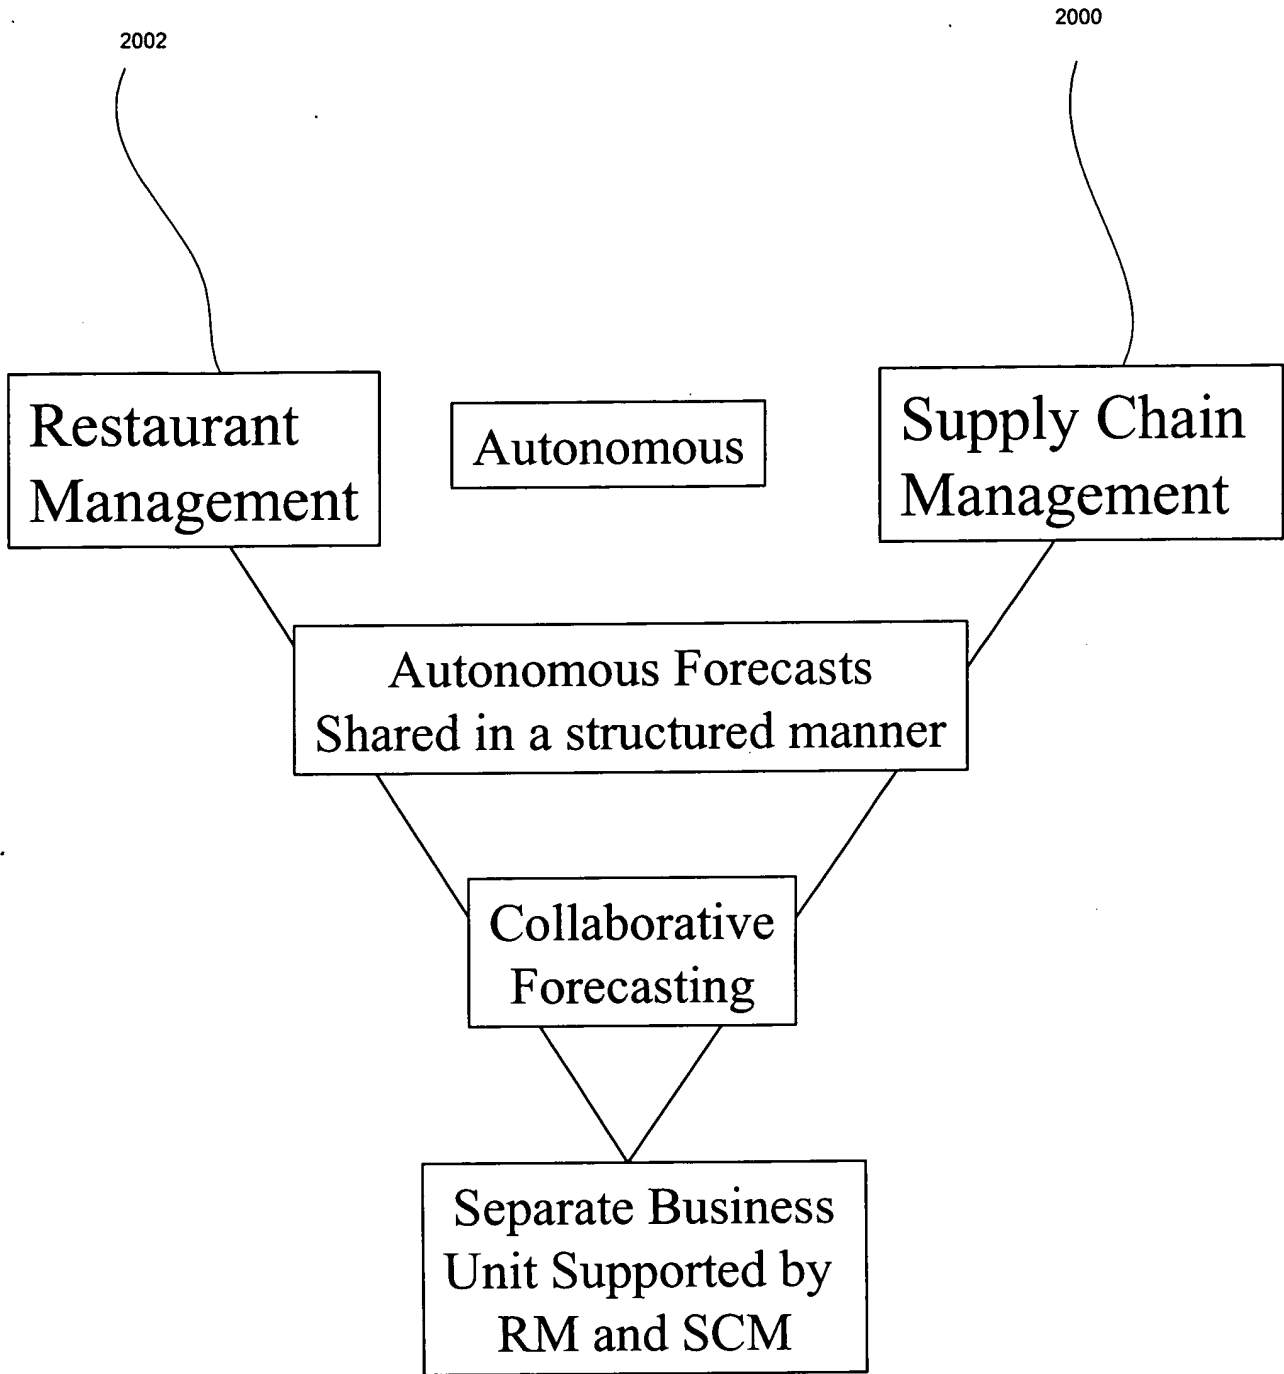 2002
2000
Restaurant
Management
Autonomous
Supply Chain
Management
Autonomous Forecasts
Shared in a structured manner
Collaborative
Forecasting
Separate Business
Unit Supported by
RM and SCM